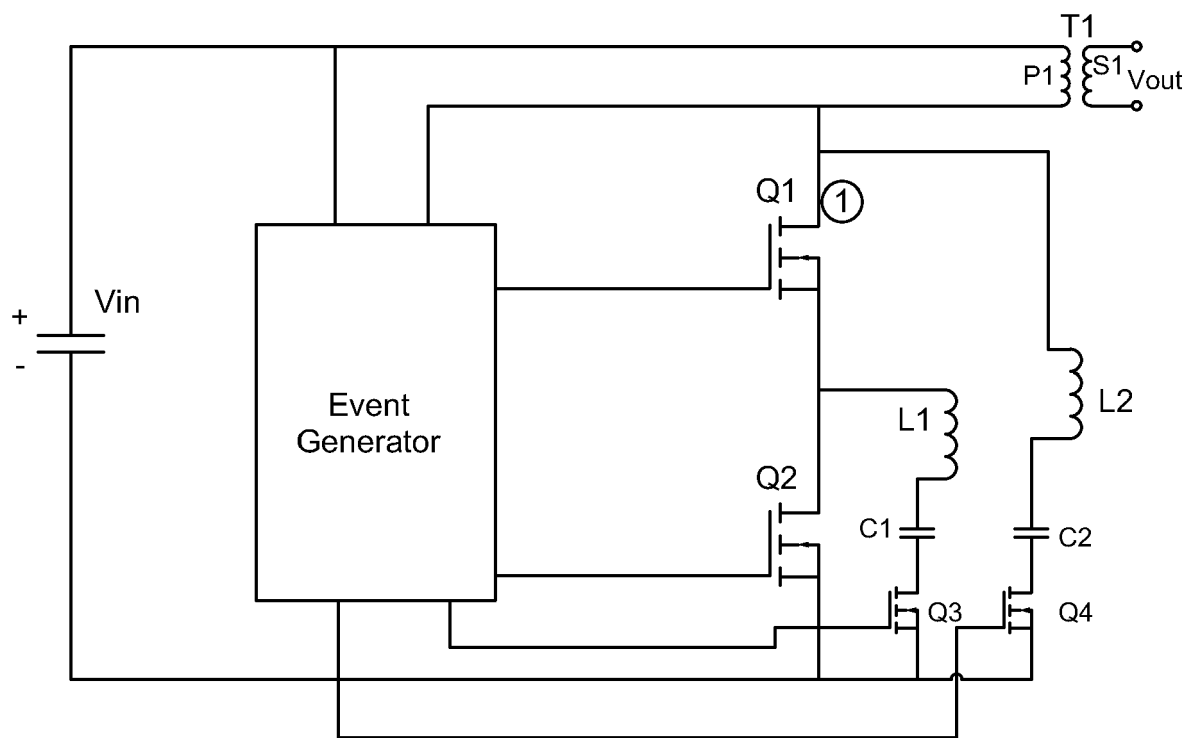 T1
P1
S1
Vout
Q1
1
+
Vin
-
Event
Generator
L1
L2
Q2
C1
C2
Q3
Q4